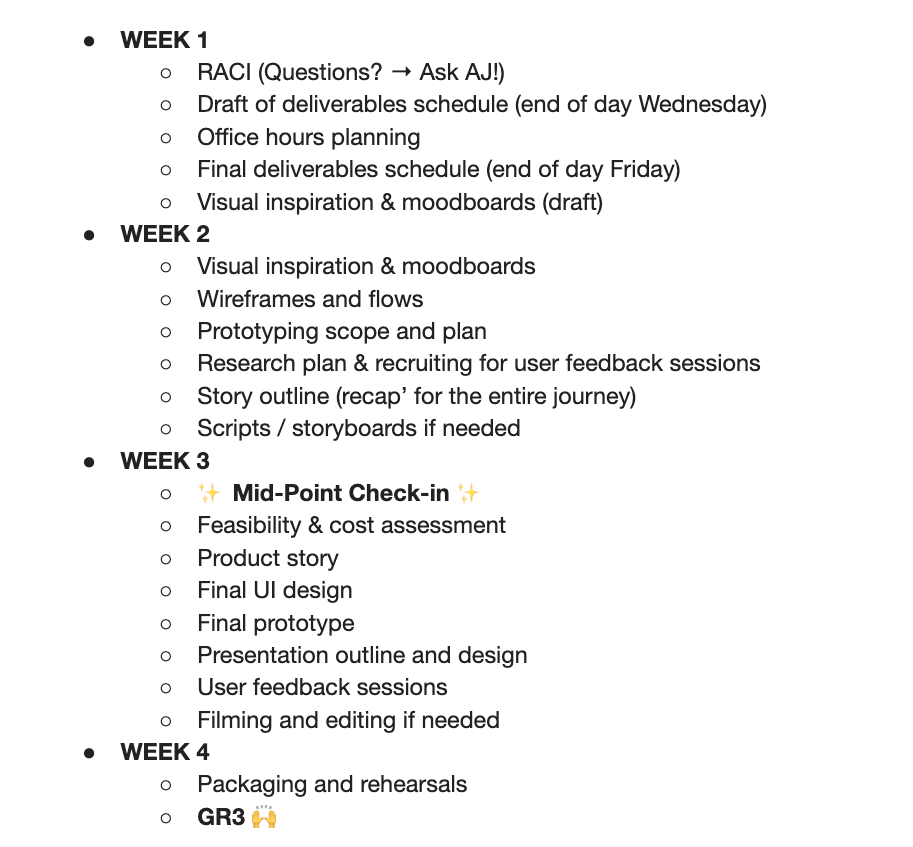 ● WEEK 1
○ RACI (Questions? → Ask AJ!)
○ Draft of deliverables schedule (end of day Wednesday)
○ Office hours planning
○ Final deliverables schedule (end of day Friday)
○ Visual inspiration & moodboards (draft)
● WEEK 2
○ Visual inspiration & moodboards
○ Wireframes and flows
○ Prototyping scope and plan
○ Research plan & recruiting for user feedback sessions
○ Story outline (recap’ for the entire journey)
○ Scripts / storyboards if needed
● WEEK 3
○ ✨ Mid-Point Check-in ✨
○ Feasibility & cost assessment
○ Product story
○ Final UI design
○ Final prototype
○ Presentation outline and design
○ User feedback sessions
○ Filming and editing if needed
● WEEK 4
○ Packaging and rehearsals
○ GR3 🙌